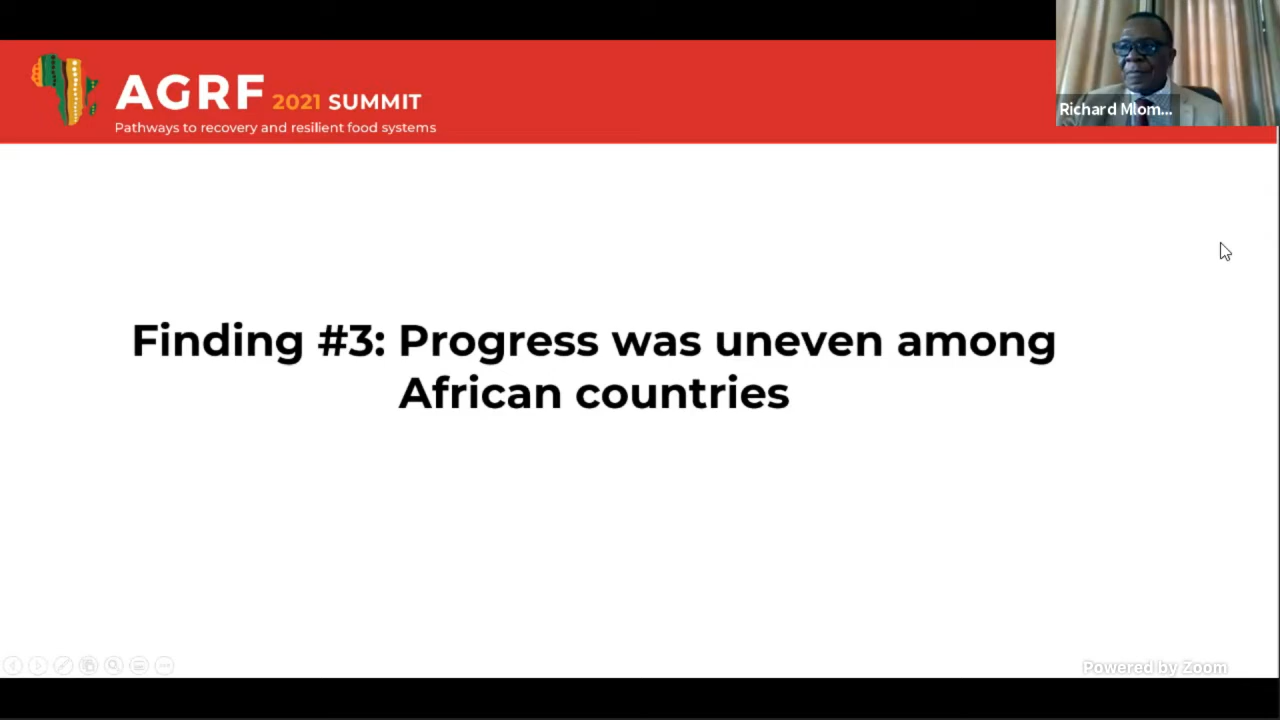 AGRF 2021 SUMMIT
Pathways to recovery and resilient food systems
Richard Mlom...
Finding #3: Progress was uneven among
African countries
Powered by Zoom